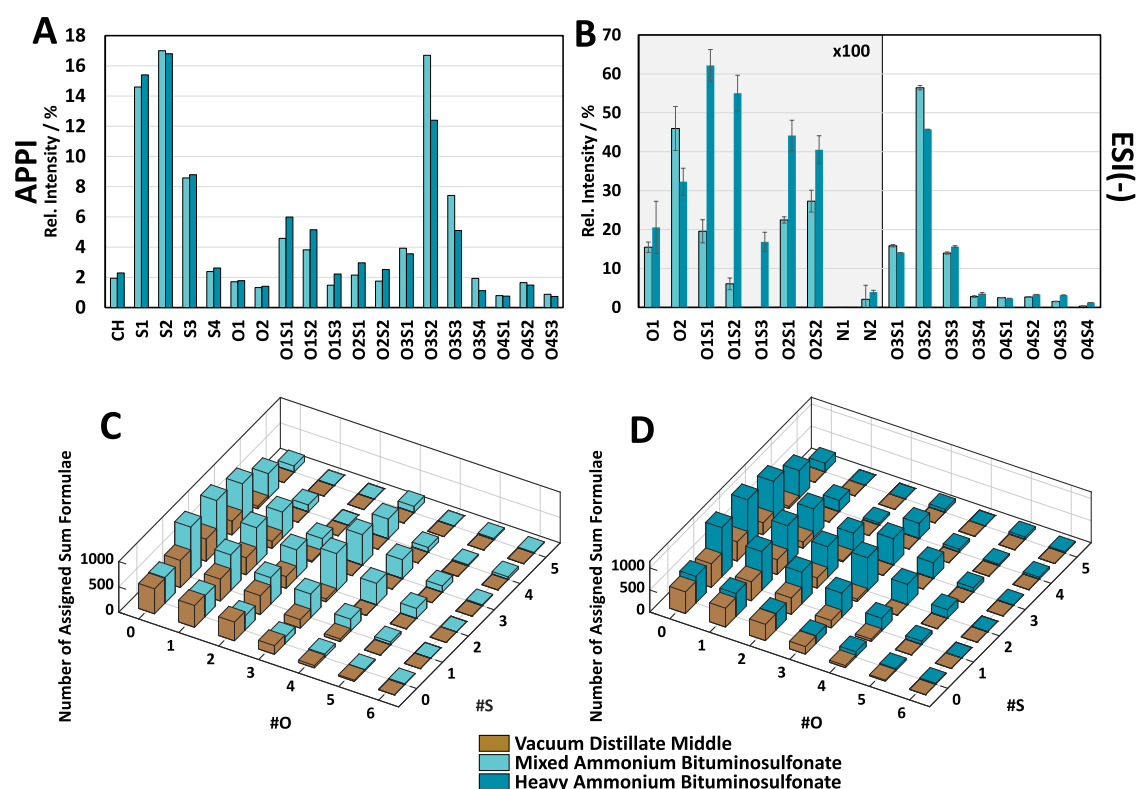 A
APPI
Rel. Intensity / %
18
16
14
12
10
8
6
4
2
0
CH
S1
S2
S3
S4
O1
O2
O1S1
O1S2
O1S3
O2S1
O2S2
O3S1
O3S2
O3S3
O3S4
O4S1
O4S2
O4S3
B
ESI(-)
Rel. Intensity / %
x100
70
60
50
40
30
20
10
0
O1
O2
O1S1
O1S2
O1S3
O2S1
O2S2
N1
N2
O3S1
O3S2
O3S3
O3S4
O4S1
O4S2
O4S3
O4S4
C
Number of Assigned Sum Formulae
1000
500
0
0
1
2
3
4
5
6
#O
0
1
2
3
4
5
#S
D
Number of Assigned Sum Formulae
1000
500
0
0
1
2
3
4
5
6
#O
0
1
2
3
4
5
#S
Vacuum Distillate Middle
Mixed Ammonium Bituminosulfonate
Heavy Ammonium Bituminosulfonate